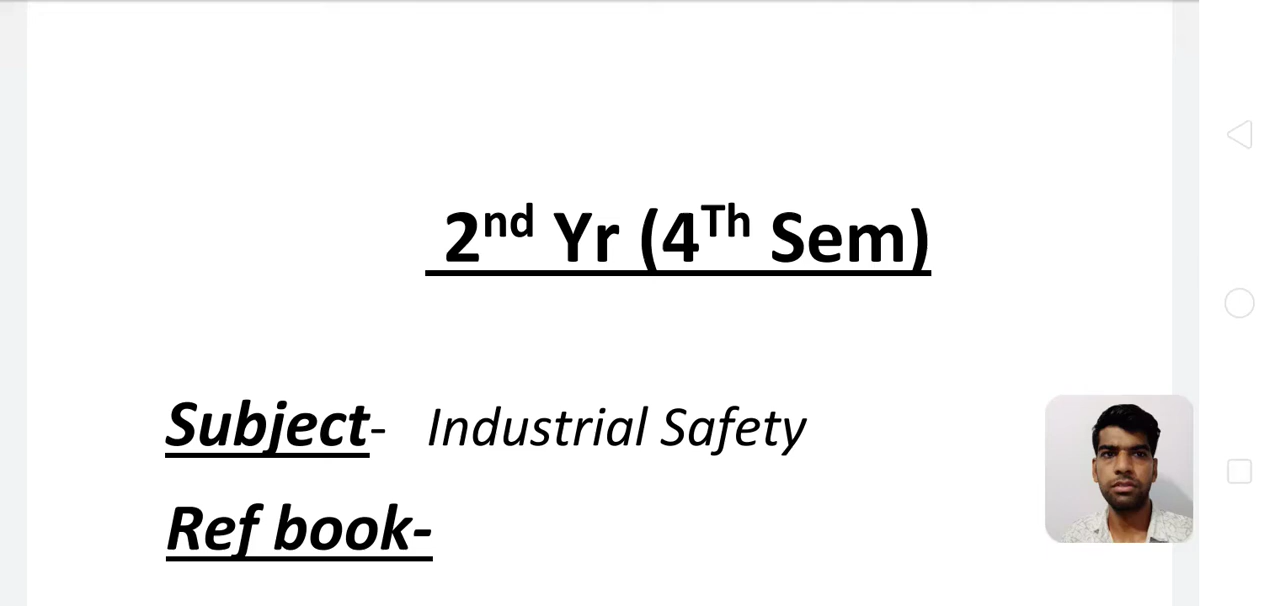 2nd Yr (4Th Sem)
Subject- Industrial Safety
Ref book-